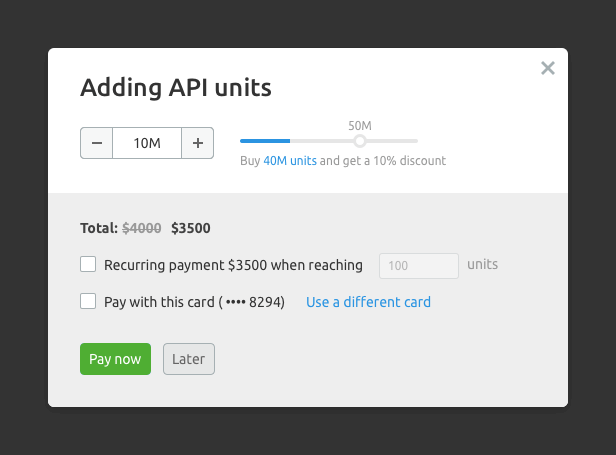 Adding API units
50M
− 10M +
Buy 40M units and get a 10% discount
Total: $4000 $3500
Recurring payment $3500 when reaching 100 units
Pay with this card ( •••• 8294) Use a different card
Pay now Later